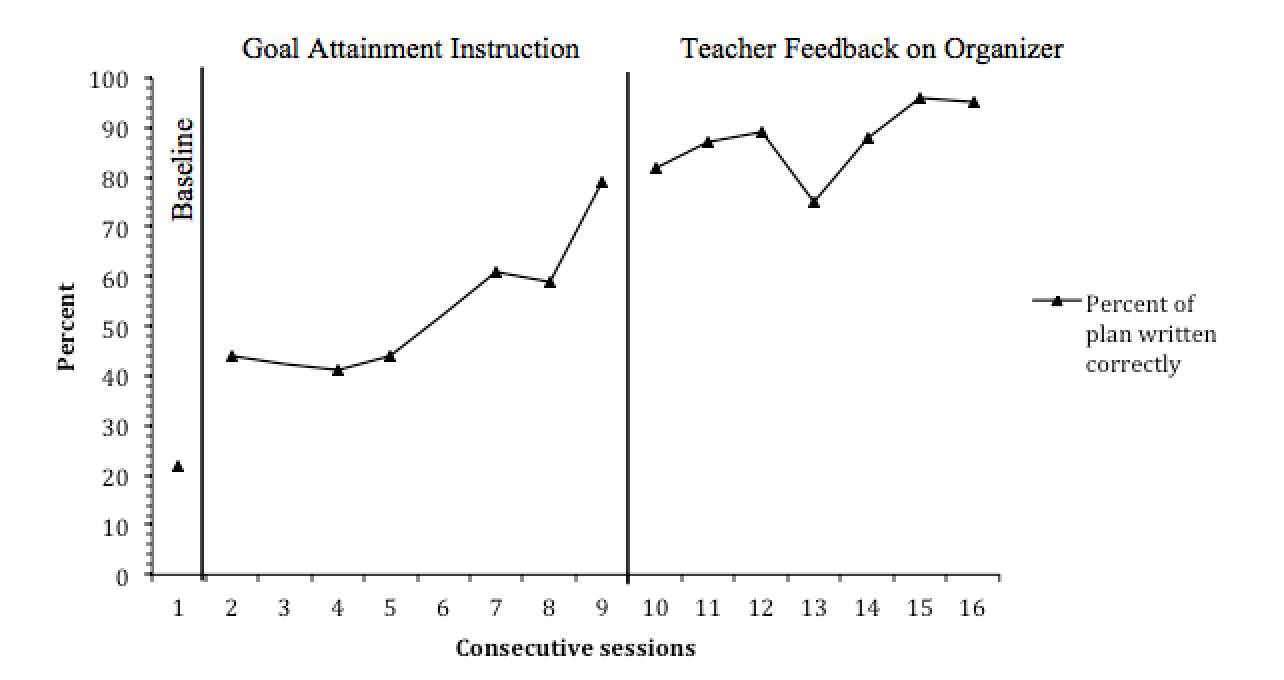 Goal Attainment Instruction
Teacher Feedback on Organizer
Baseline
100
90
80
70
60
50
40
30
20
10
0
Percent
Percent of
plan written
correctly
1 2 3 4 5 6 7 8 9 10 11 12 13 14 15 16
Consecutive sessions